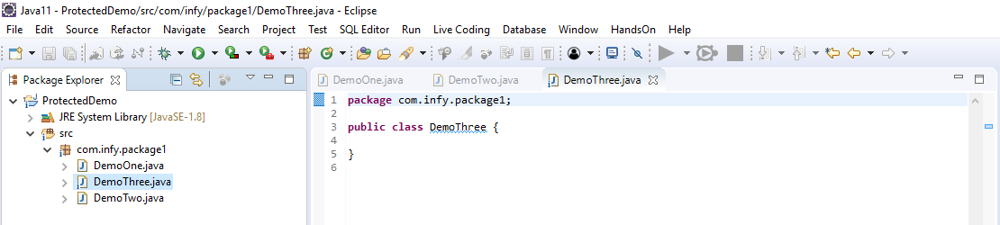 Java11 - ProtectedDemo/src/com/infy/package1/DemoThree.java - Eclipse
File Edit Source Refactor Navigate Search Project Test SQL Editor Run Live Coding Database Window HandsOn Help
Package Explorer
ProtectedDemo
JRE System Library [JavaSE-1.8]
src
com.infy.package1
DemoOne.java
DemoThree.java
DemoTwo.java
DemoOne.java DemoTwo.java DemoThree.java
1 package com.infy.package1;
2
3 public class DemoThree {
4
5 }
6